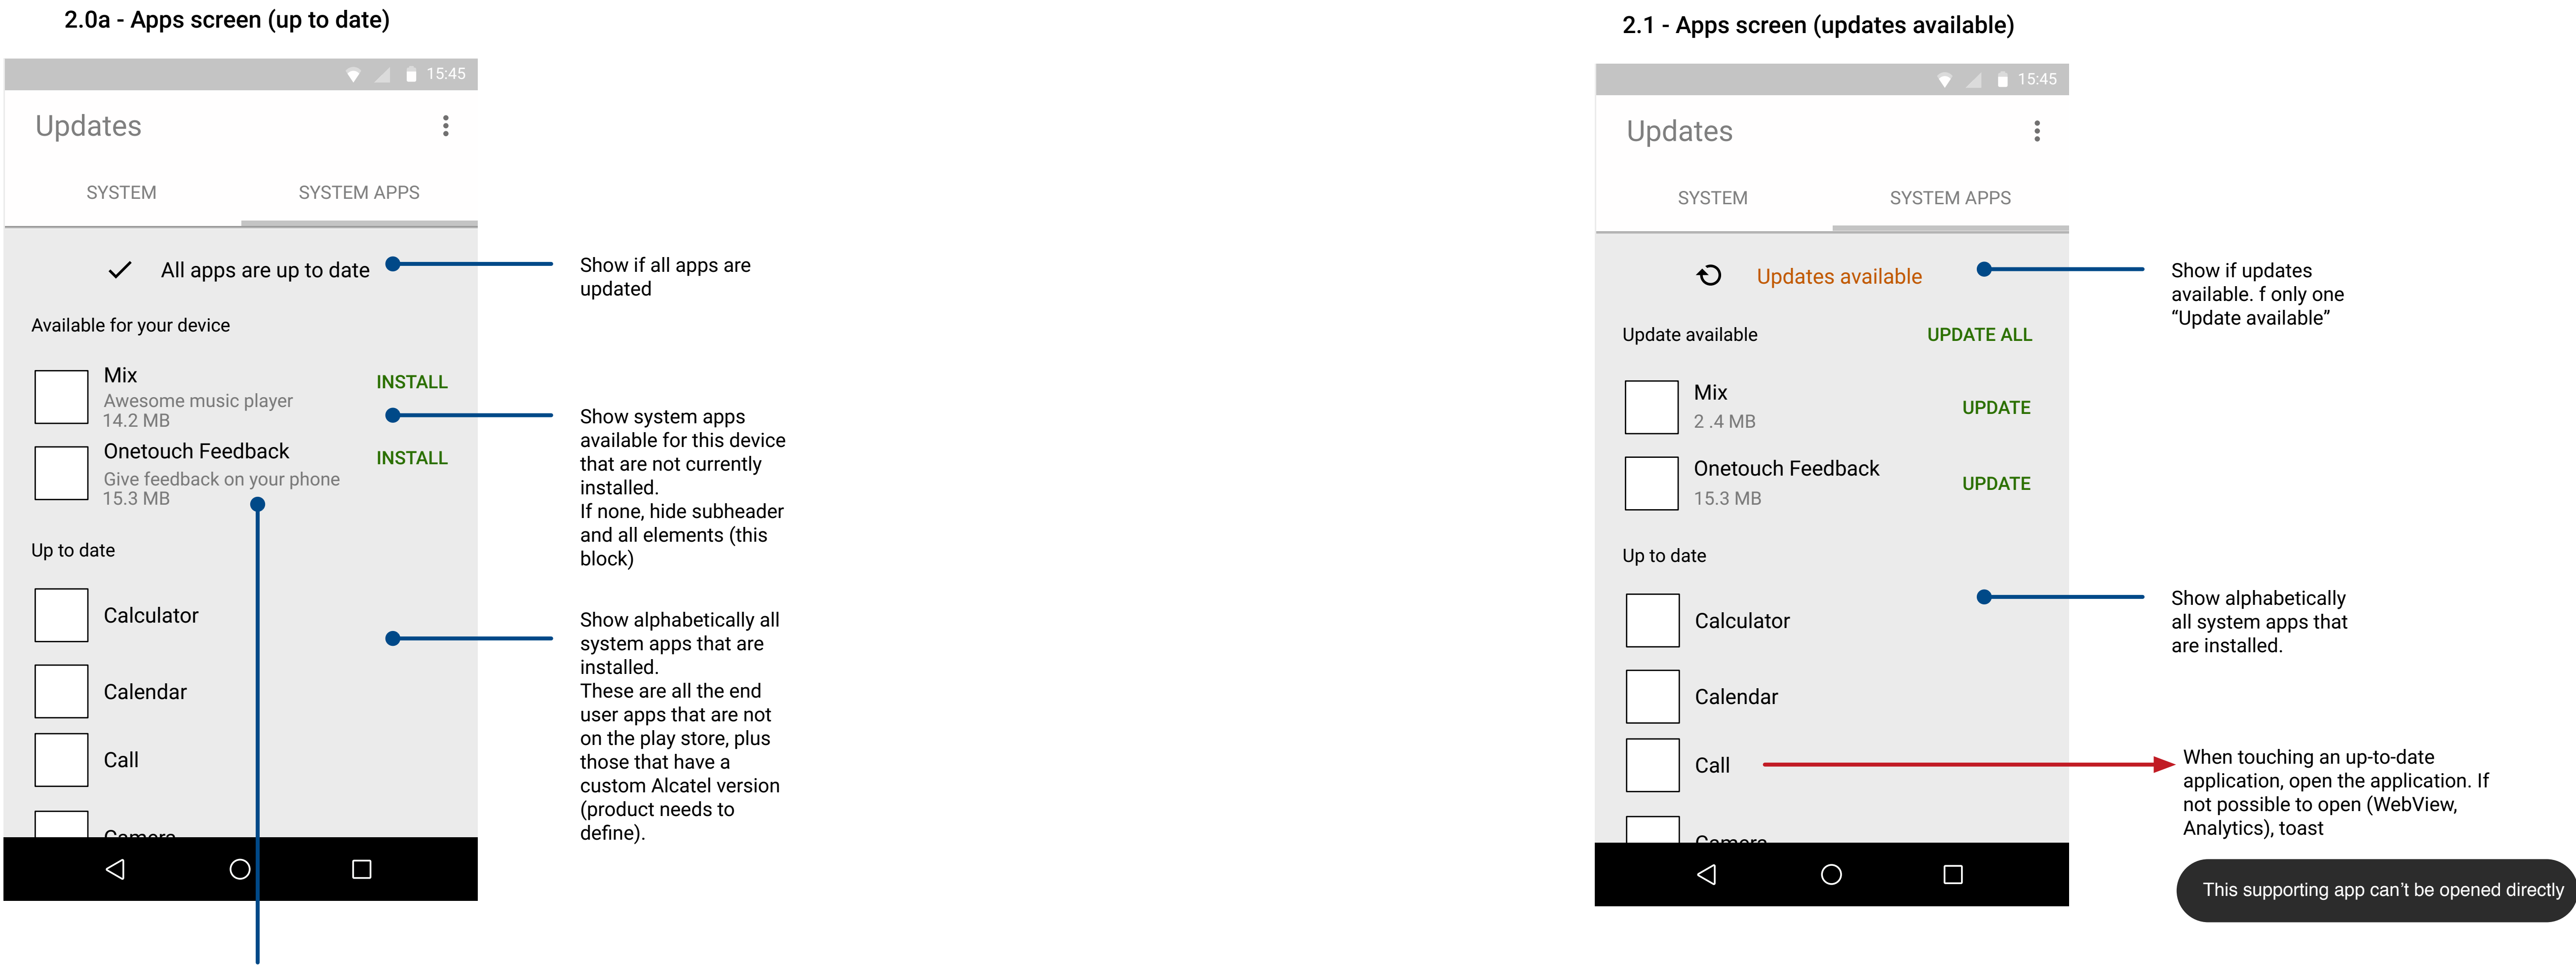 2.0a - Apps screen (up to date)
15:45
Updates
SYSTEM
SYSTEM APPS
All apps are up to date
Available for your device
Mix
Awesome music player
14.2 MB
INSTALL
Onetouch Feedback
Give feedback on your phone
15.3 MB
INSTALL
Up to date
Calculator
Calendar
Call
Camera
Show if all apps are
updated
Show system apps
available for this device
that are not currently
installed.
If none, hide subheader
and all elements (this
block)
Show alphabetically all
system apps that are
installed.
These are all the end
user apps that are not
on the play store, plus
those that have a
custom Alcatel version
(product needs to
define).
2.1 - Apps screen (updates available)
15:45
Updates
SYSTEM
SYSTEM APPS
Updates available
Update available
UPDATE ALL
Mix
2 .4 MB
UPDATE
Onetouch Feedback
15.3 MB
UPDATE
Up to date
Calculator
Calendar
Call
Camera
Show if updates
available. f only one
“Update available”
Show alphabetically
all system apps that
are installed.
When touching an up-to-date
application, open the application. If
not possible to open (WebView,
Analytics), toast
This supporting app can’t be opened directly